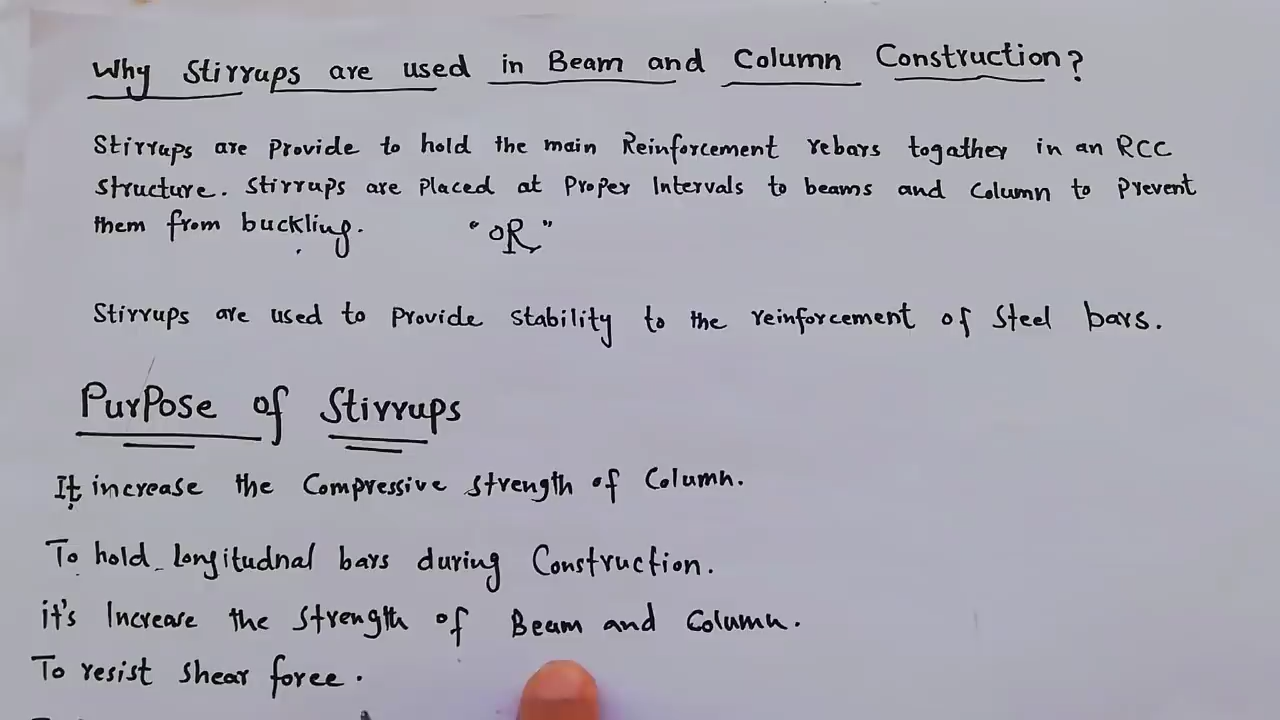 Why Stirrups are used in Beam and Column Construction?
Stirrups are Provide to hold the main Reinforcement rebars togather in an RCC
Structure. Stirrups are Placed at Proper Intervals to beams and Column to Prevent
them from buckling. "OR"
Stirrups are used to Provide Stability to the reinforcement of Steel bars.
Purpose of Stirrups
It increase the Compressive Strength of Column.
To hold Longitudnal bars during Construction.
it's Increase the Strength of Beam and Column.
To resist Shear force.